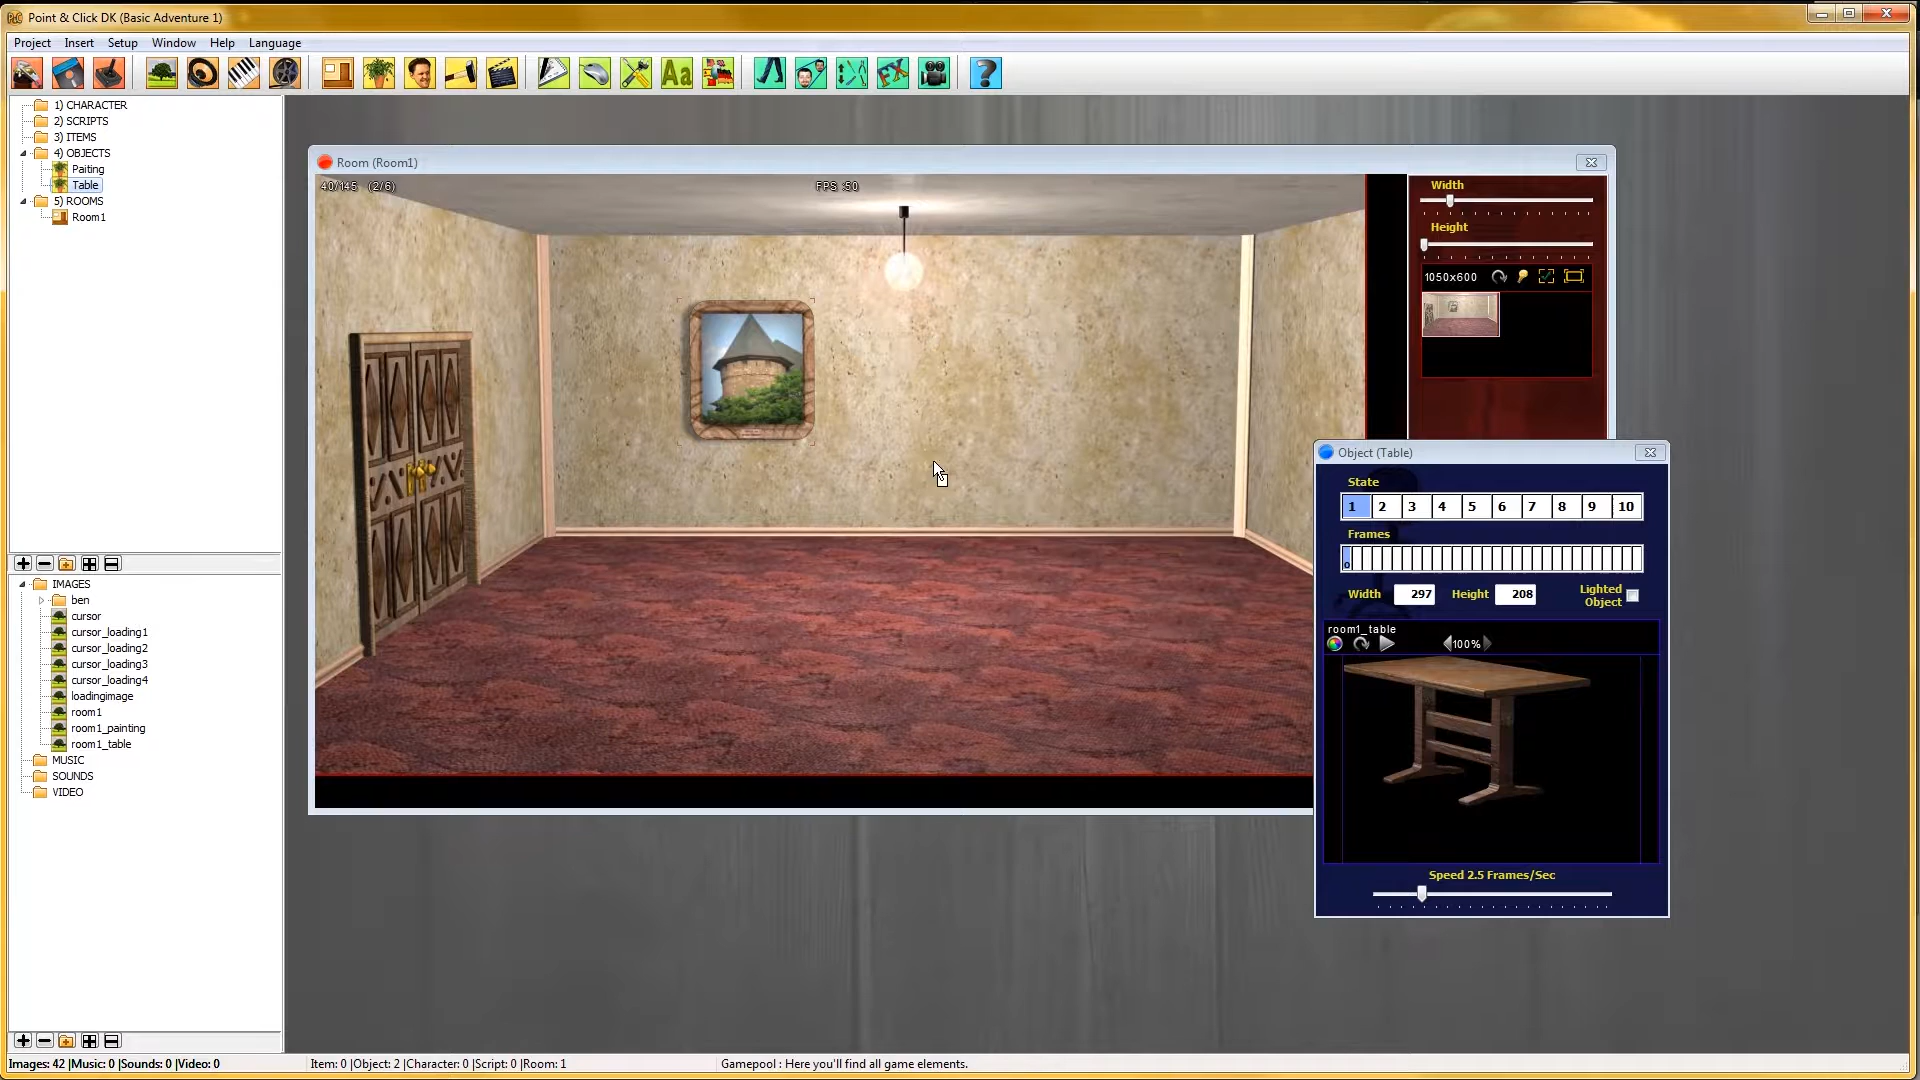 Point & Click DK (Basic Adventure 1)
Project Insert Setup Window Help Language
Aa
1) CHARACTER
2) SCRIPTS
3) ITEMS
4) OBJECTS
Paiting
Table
5) ROOMS
Room1
IMAGES
ben
cursor
cursor_loading1
cursor_loading2
cursor_loading3
cursor_loading4
loadingimage
room1
room1_painting
room1_table
MUSIC
SOUNDS
VIDEO
Room (Room1)
40/145 (2/6)
FPS :50
Width
Height
1050x600
Object (Table)
State
1 2 3 4 5 6 7 8 9 10
Frames
Width 297 Height 208 Lighted Object
room1_table
100%
Speed 2.5 Frames/Sec
Images: 42 |Music: 0 |Sounds: 0 |Video: 0
Item: 0 |Object: 2 |Character: 0 |Script: 0 |Room: 1
Gamepool : Here you'll find all game elements.